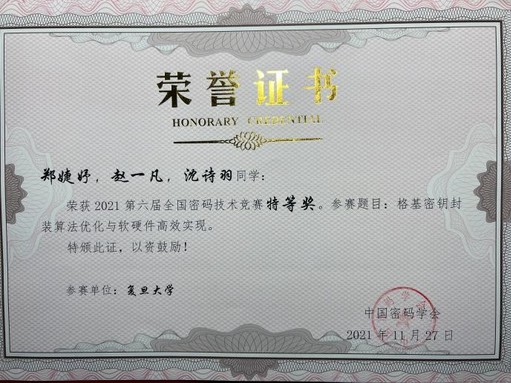 荣誉证书
HONORARY CREDENTIAL
郑婕妤，赵一凡，沈诗羽同学：
荣获 2021 第六届全国密码技术竞赛特等奖。参赛题目：格基密钥封
装算法优化与软硬件高效实现。
特颁此证，以资鼓励！
参赛单位：复旦大学
中国密码学会
2021 年 11 月 27 日